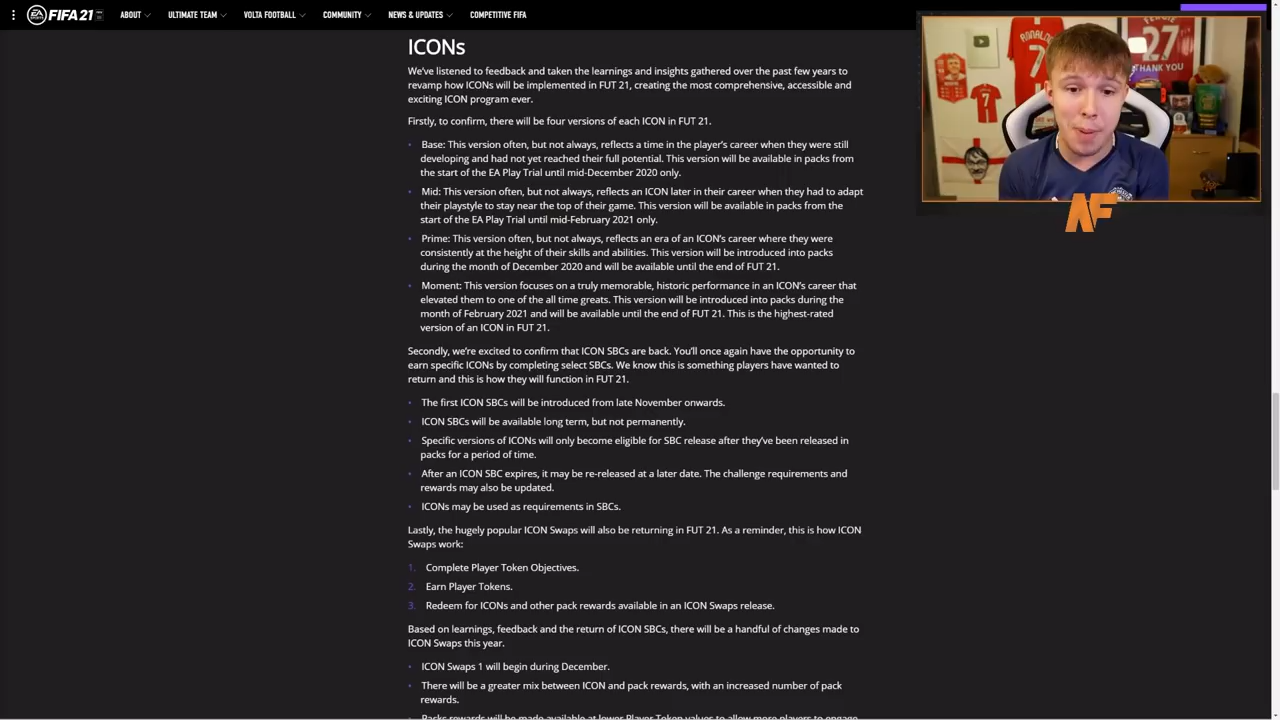 EA SPORTS FIFA 21 ABOUT ULTIMATE TEAM VOLTA FOOTBALL COMMUNITY NEWS & UPDATES COMPETITIVE FIFA
ICONs
We've listened to feedback and taken the learnings and insights gathered over the past few years to
revamp how ICONs will be implemented in FUT 21, creating the most comprehensive, accessible and
exciting ICON program ever.
Firstly, to confirm, there will be four versions of each ICON in FUT 21.
• Base: This version often, but not always, reflects a time in the player's career when they were still
developing and had not yet reached their full potential. This version will be available in packs from
the start of the EA Play Trial until mid-December 2020 only.
• Mid: This version often, but not always, reflects an ICON later in their career when they had to adapt
their playstyle to stay near the top of their game. This version will be available in packs from the
start of the EA Play Trial until mid-February 2021 only.
• Prime: This version often, but not always, reflects an era of an ICON's career where they were
consistently at the height of their skills and abilities. This version will be introduced into packs
during the month of December 2020 and will be available until the end of FUT 21.
• Moment: This version focuses on a truly memorable, historic performance in an ICON's career that
elevated them to one of the all time greats. This version will be introduced into packs during the
month of February 2021 and will be available until the end of FUT 21. This is the highest-rated
version of an ICON in FUT 21.
Secondly, we're excited to confirm that ICON SBCs are back. You'll once again have the opportunity to
earn specific ICONs by completing select SBCs. We know this is something players have wanted to
return and this is how they will function in FUT 21.
• The first ICON SBCs will be introduced from late November onwards.
• ICON SBCs will be available long term, but not permanently.
• Specific versions of ICONs will only become eligible for SBC release after they've been released in
packs for a period of time.
• After an ICON SBC expires, it may be re-released at a later date. The challenge requirements and
rewards may also be updated.
• ICONs may be used as requirements in SBCs.
Lastly, the hugely popular ICON Swaps will also be returning in FUT 21. As a reminder, this is how ICON
Swaps work:
1. Complete Player Token Objectives.
2. Earn Player Tokens.
3. Redeem for ICONs and other pack rewards available in an ICON Swaps release.
Based on learnings, feedback and the return of ICON SBCs, there will be a handful of changes made to
ICON Swaps this year.
• ICON Swaps 1 will begin during December.
• There will be a greater mix between ICON and pack rewards, with an increased number of pack
rewards.
• Packs rewards will be made available at lower Player Token values to allow more players to engage
RONALDO
7
7
FERGIE
27
THANK YOU
AF